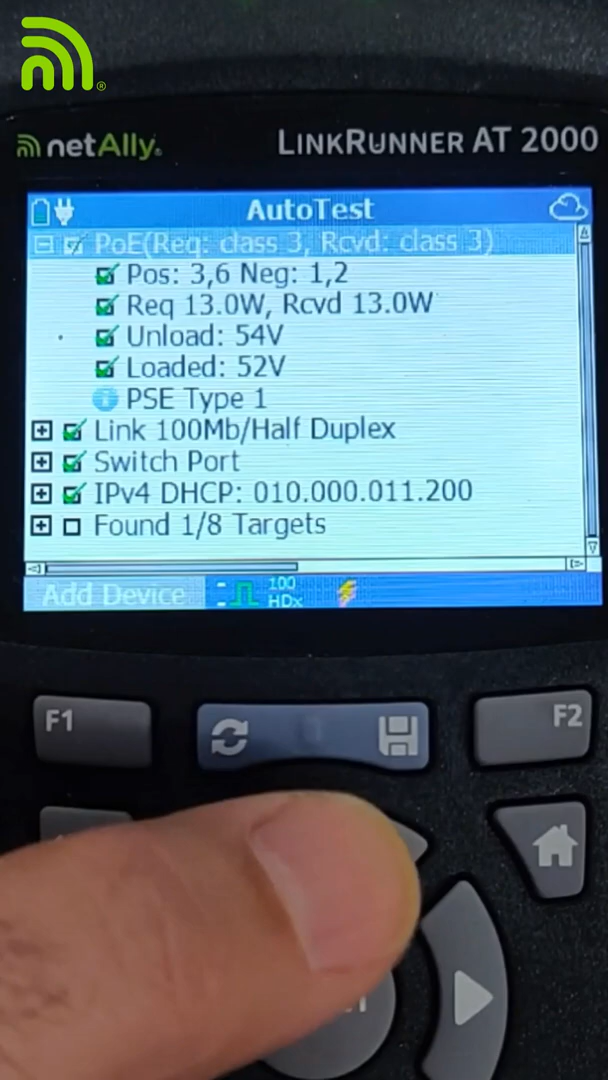 netAlly.
LINKRUNNER AT 2000
AutoTest
PoE(Req: class 3, Rcvd: class 3)
Pos: 3,6 Neg: 1,2
Req 13.0W, Rcvd 13.0W
Unload: 54V
Loaded: 52V
PSE Type 1
Link 100Mb/Half Duplex
Switch Port
IPv4 DHCP: 010.000.011.200
Found 1/8 Targets
Add Device
100
HDx
F1
F2